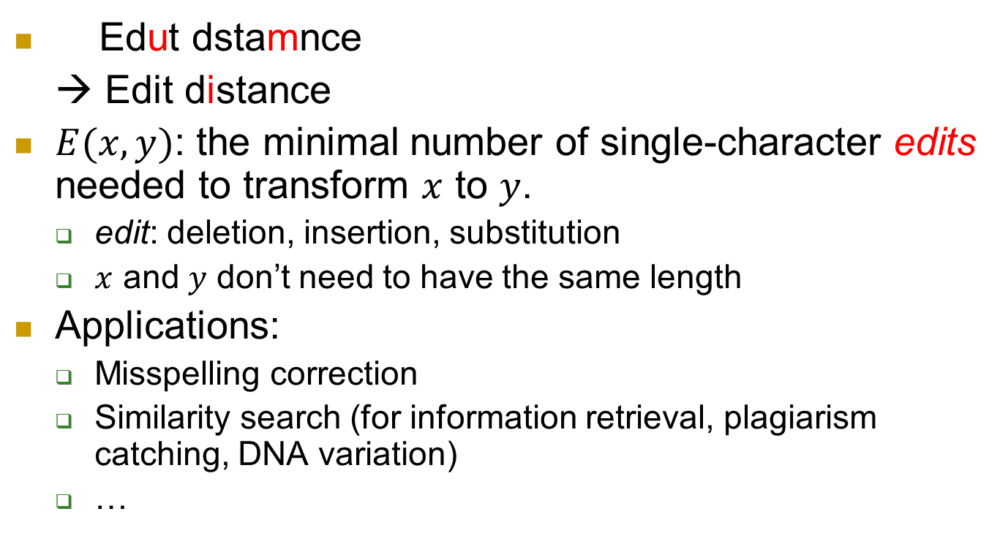 Edut dstamnce
→ Edit distance
E(x, y): the minimal number of single-character edits
needed to transform x to y.
edit: deletion, insertion, substitution
x and y don’t need to have the same length
Applications:
Misspelling correction
Similarity search (for information retrieval, plagiarism
catching, DNA variation)
…